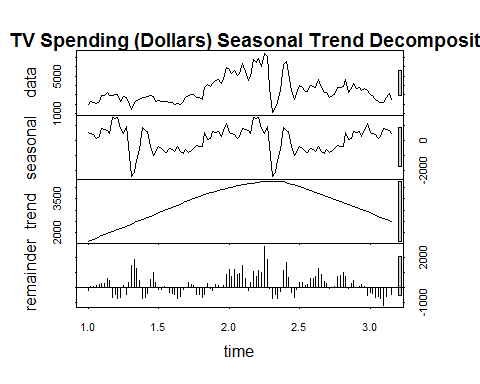 TV Spending (Dollars) Seasonal Trend Decomposit
data
1000
5000
seasonal
-2000
0
trend
2000
3500
remainder
-1000
2000
1.0 1.5 2.0 2.5 3.0
time